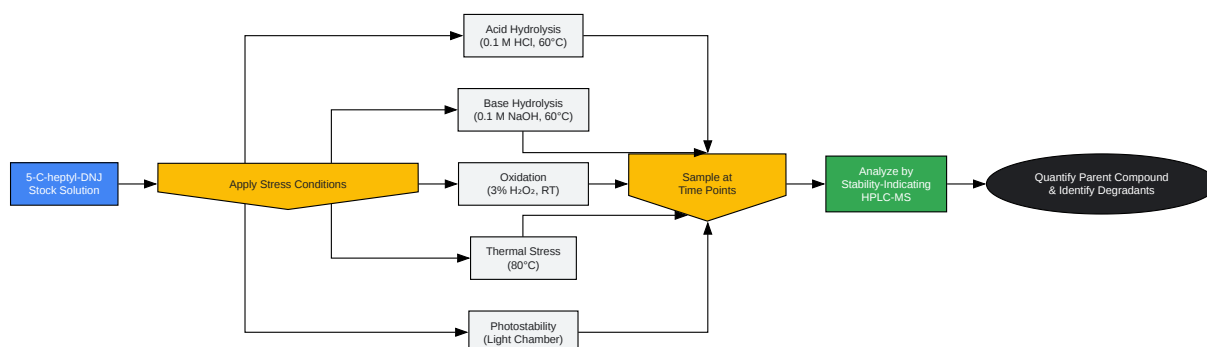 Acid Hydrolysis
(0.1 M HCl, 60°C)
Base Hydrolysis
(0.1 M NaOH, 60°C)
5-C-heptyl-DNJ
Stock Solution
Apply Stress Conditions
Oxidation
(3% H₂O₂, RT)
Sample at
Time Points
Analyze by
Stability-Indicating
HPLC-MS
Quantify Parent Compound
& Identify Degradants
Thermal Stress
(80°C)
Photostability
(Light Chamber)